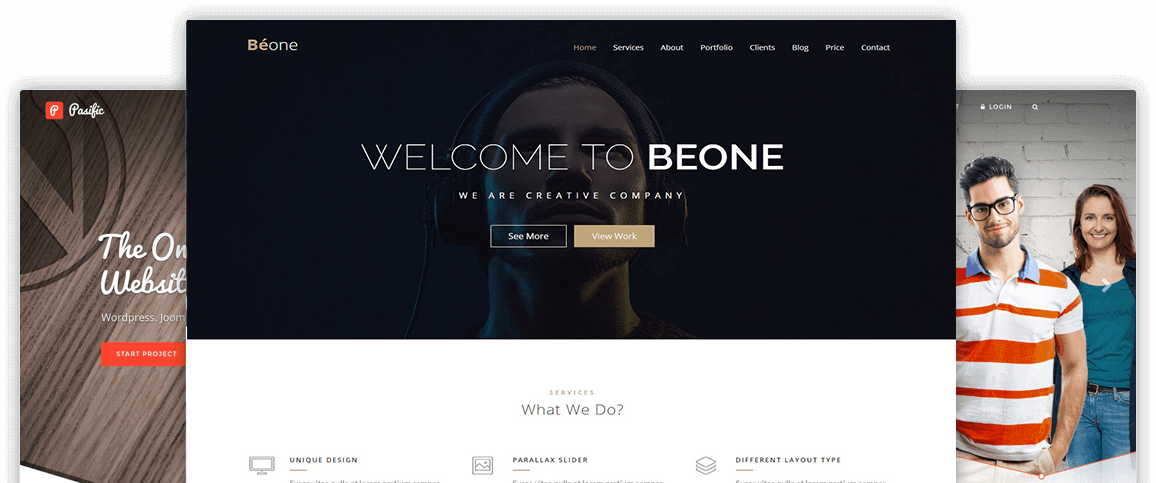 Béone
Home Services About Portfolio Clients Blog Price Contact
P Pasific
LOGIN
WELCOME TO BEONE
WE ARE CREATIVE COMPANY
See More View Work
The On
Websit
Wordpress. Joom
START PROJECT
SERVICES
What We Do?
UNIQUE DESIGN PARALLAX SLIDER DIFFERENT LAYOUT TYPE